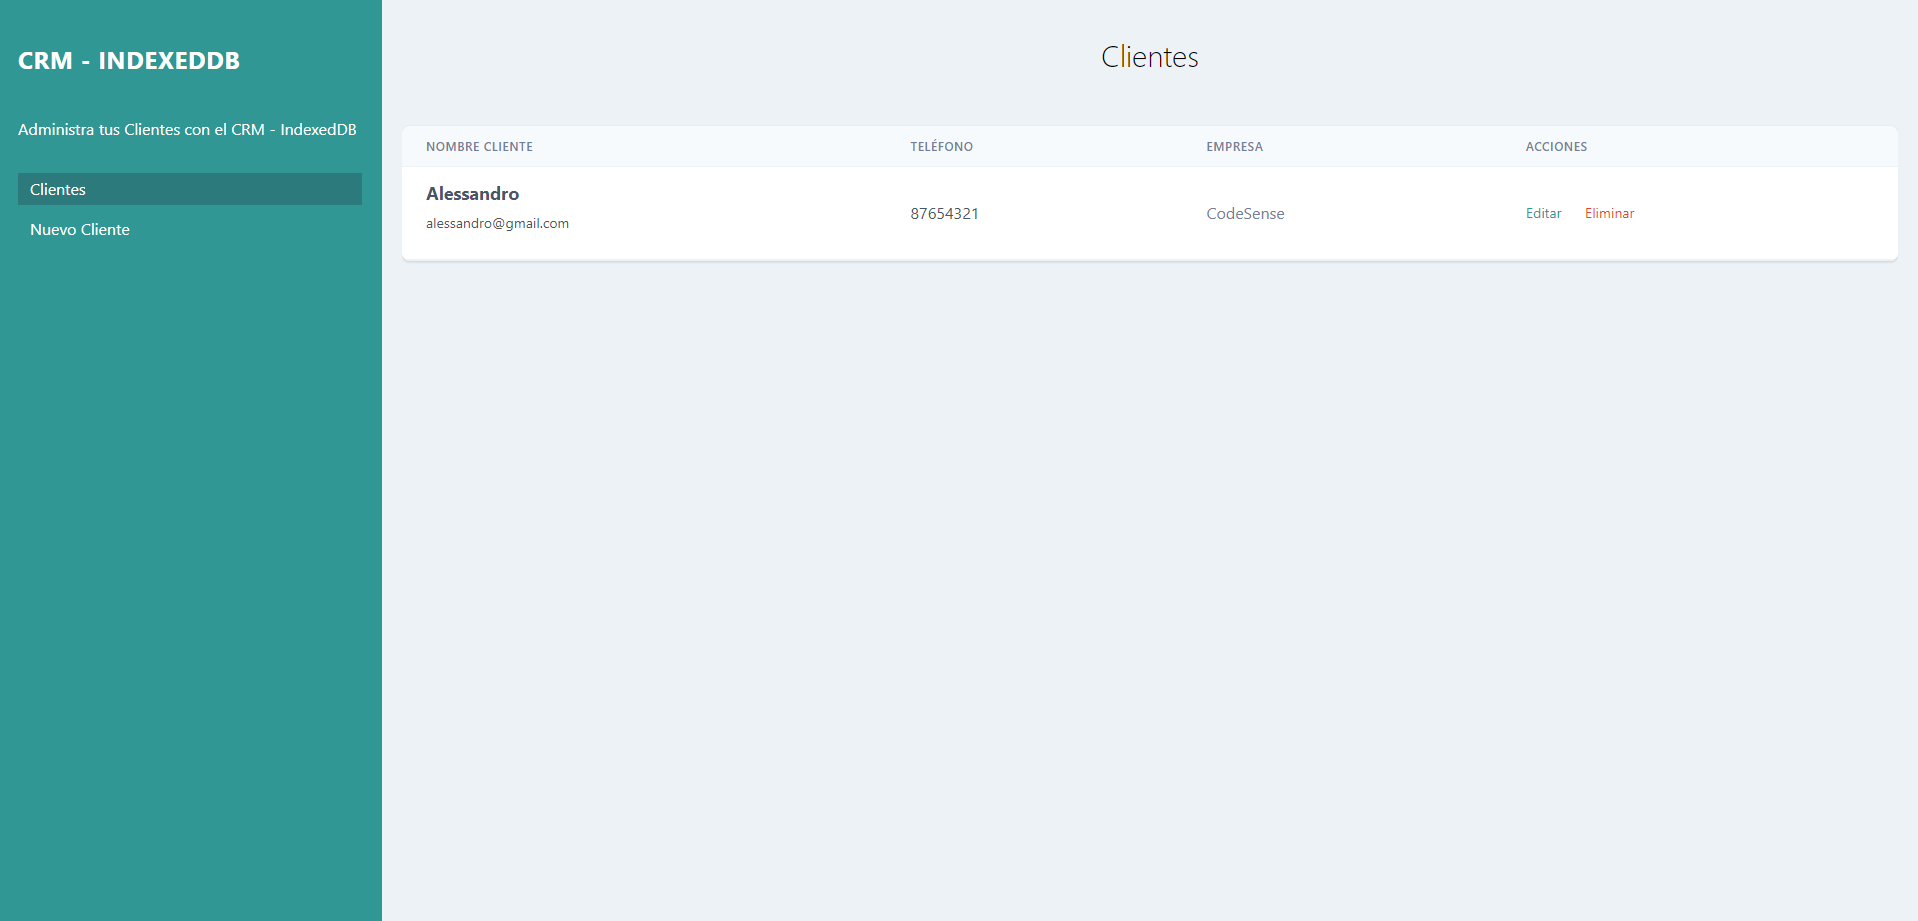 CRM - INDEXEDDB
Administra tus Clientes con el CRM - IndexedDB
Clientes
Nuevo Cliente
Clientes
NOMBRE CLIENTE TELÉFONO EMPRESA ACCIONES
Alessandro
alessandro@gmail.com
87654321 CodeSense Editar Eliminar